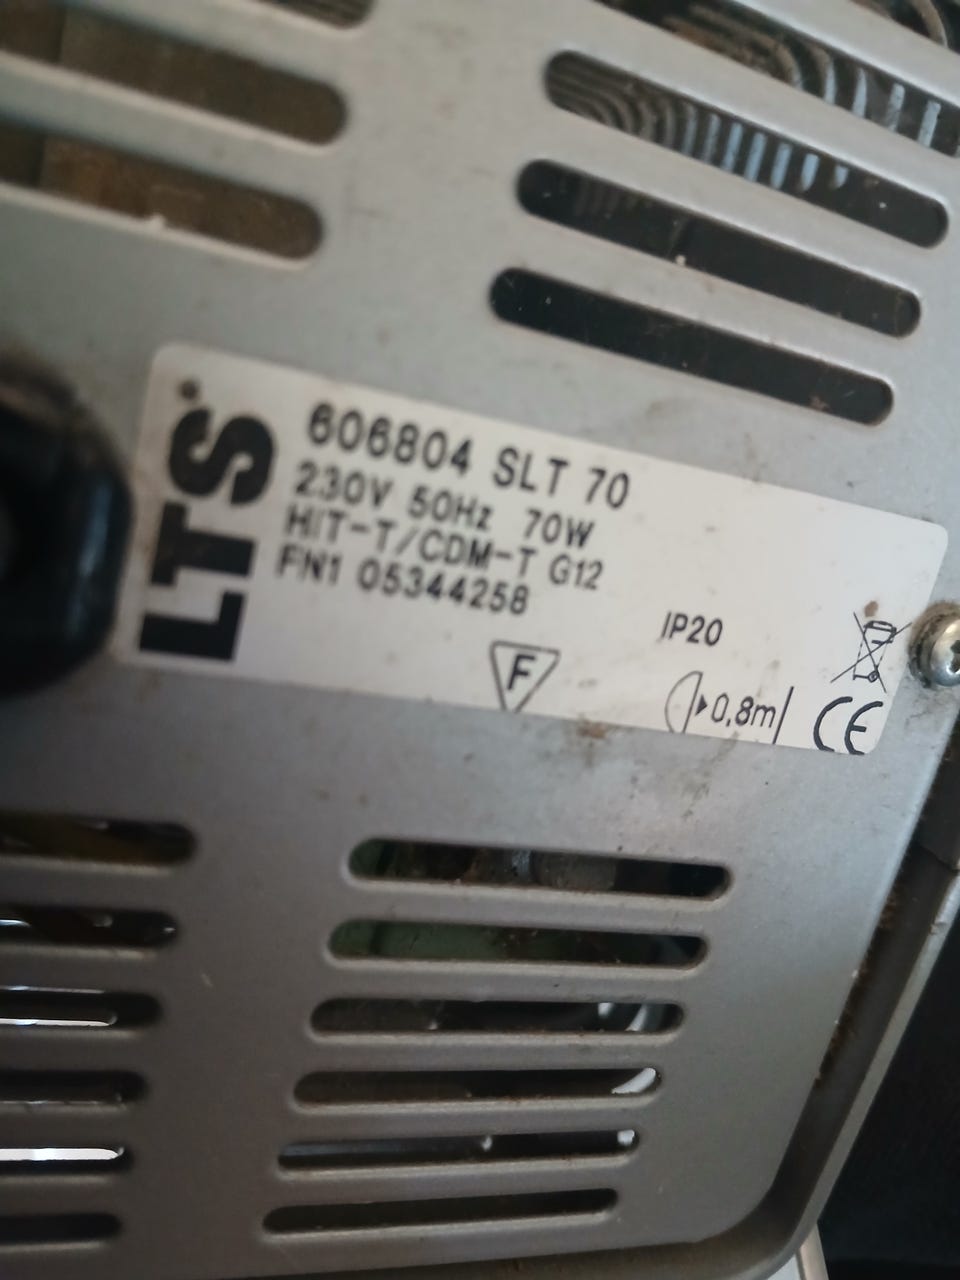 LTS
606804 SLT 70
230V 50Hz 70W
HIT-T/CDM-T G12
FN1 05344258
IP20
F
0,8m
CE